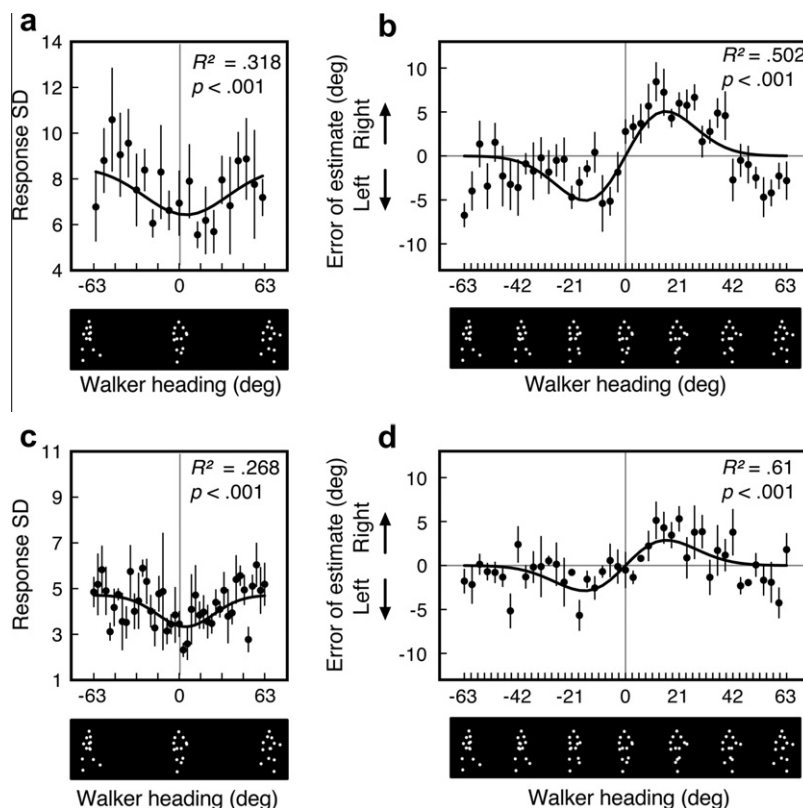 a
14
12
10
8
6
4
Response SD
R² = .318
p < .001
-63 0 63
Walker heading (deg)
b
10
5
0
-5
-10
Error of estimate (deg)
Left Right
R² = .502
p < .001
-63 -42 -21 0 21 42 63
Walker heading (deg)
c
11
9
7
5
3
1
Response SD
R² = .268
p < .001
-63 0 63
Walker heading (deg)
d
10
5
0
-5
-10
Error of estimate (deg)
Left Right
R² = .61
p < .001
-63 -42 -21 0 21 42 63
Walker heading (deg)